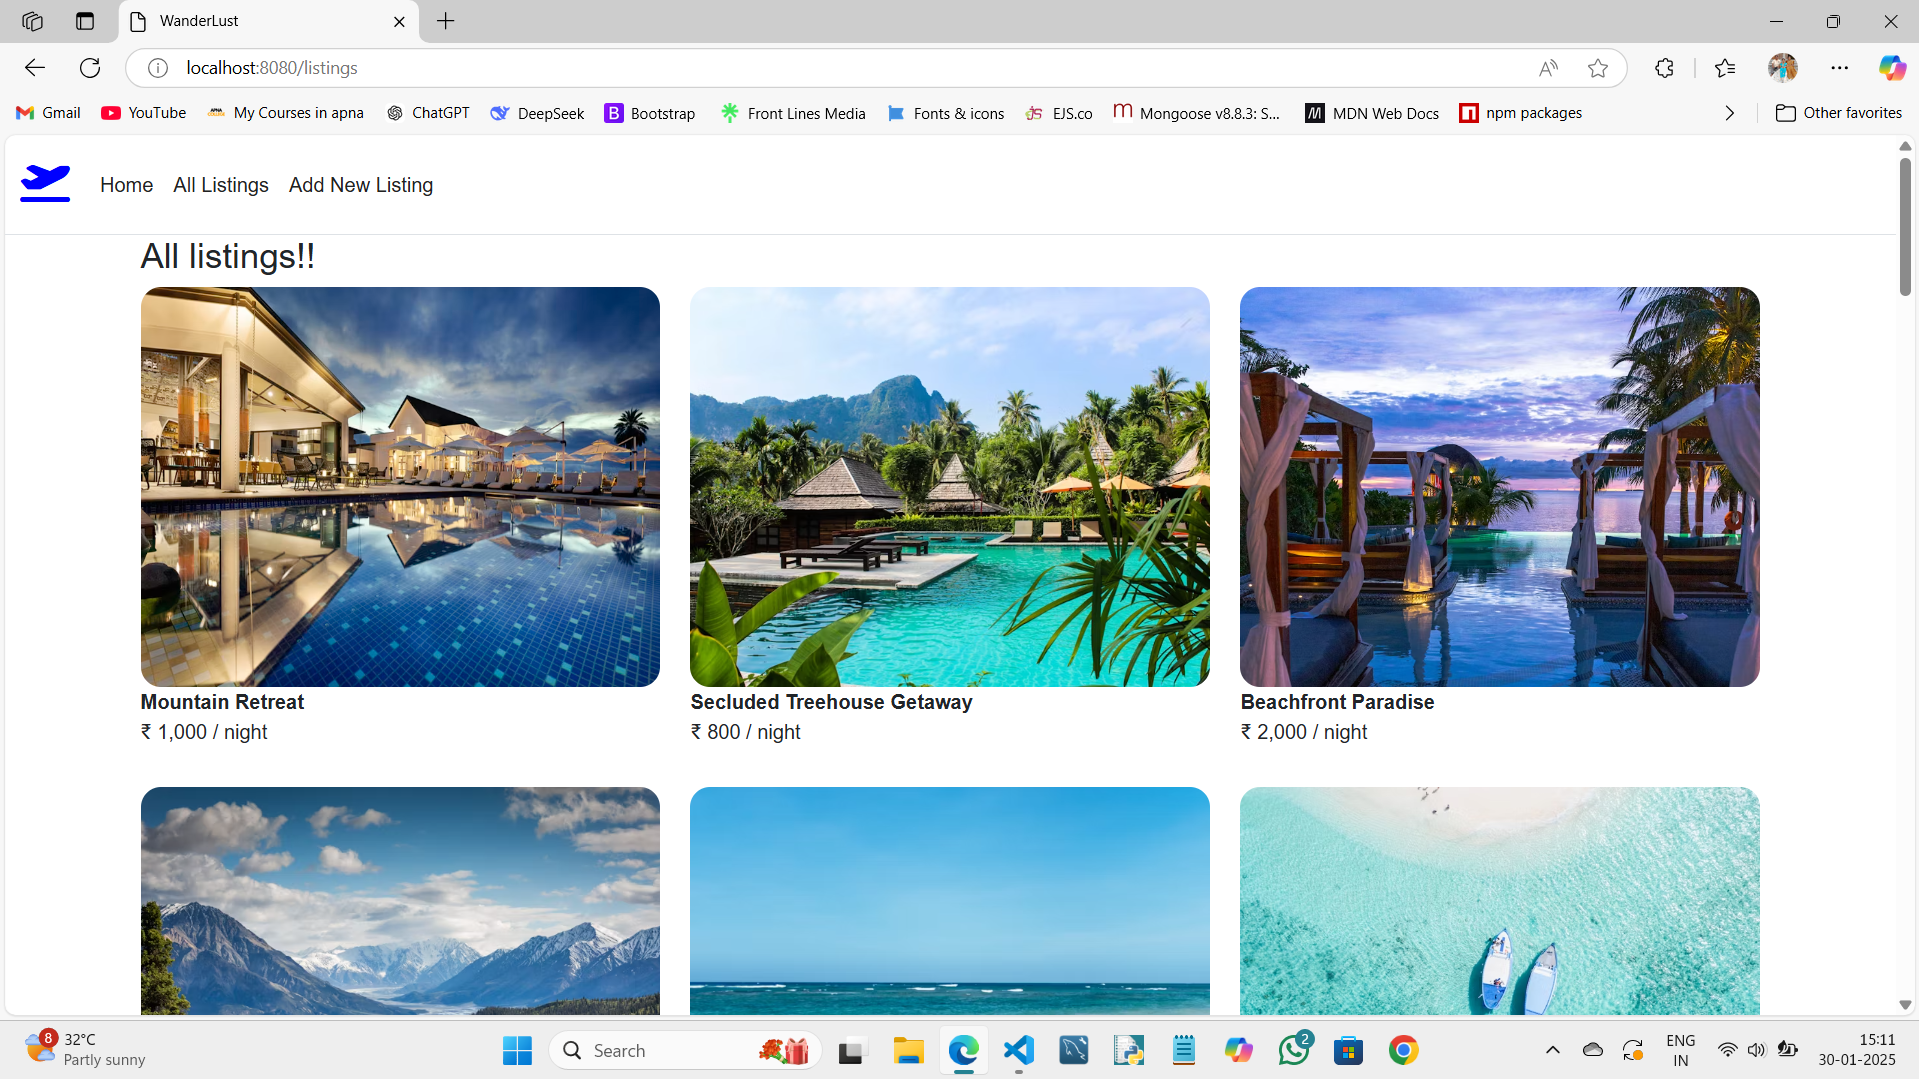 WanderLust
localhost:8080/listings
Gmail
YouTube
My Courses in apna
ChatGPT
DeepSeek
Bootstrap
Front Lines Media
Fonts & icons
EJS.co
Mongoose v8.8.3: S...
MDN Web Docs
npm packages
Other favorites
Home
All Listings
Add New Listing
All listings!!
Mountain Retreat
₹ 1,000 / night
Secluded Treehouse Getaway
₹ 800 / night
Beachfront Paradise
₹ 2,000 / night
8
32°C
Partly sunny
Search
2
ENG
IN
15:11
30-01-2025